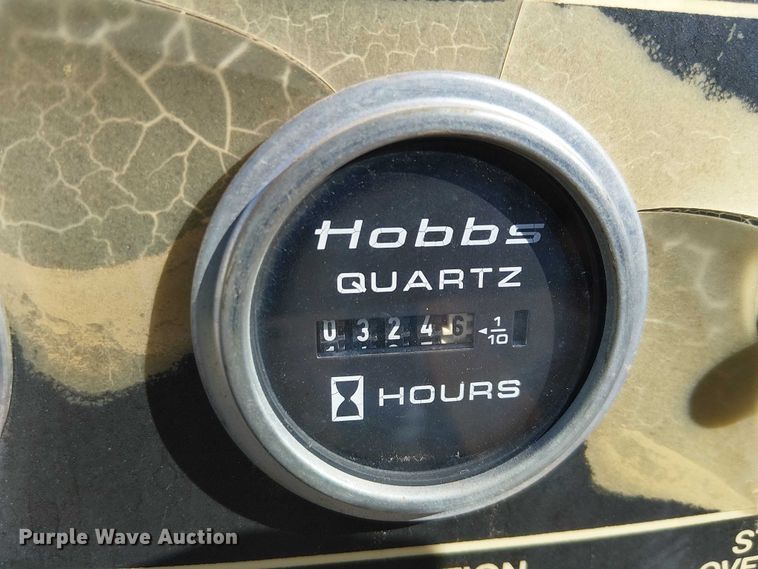 Hobbs
QUARTZ
0 3 2 4 6 ◄ 1/10
HOURS
Purple Wave Auction